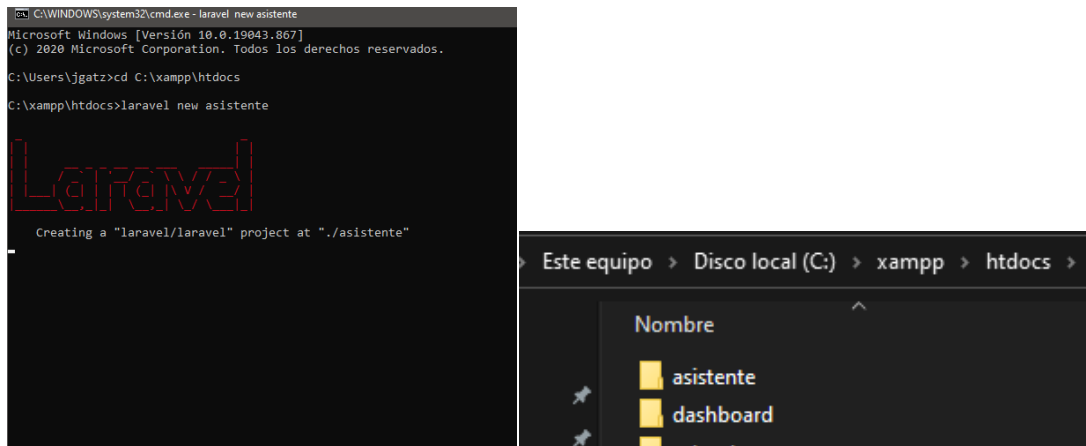 C:\WINDOWS\system32\cmd.exe - laravel new asistente
Microsoft Windows [Versión 10.0.19043.867]
(c) 2020 Microsoft Corporation. Todos los derechos reservados.
C:\Users\jgatz>cd C:\xampp\htdocs
C:\xampp\htdocs>laravel new asistente
Laravel
Creating a "laravel/laravel" project at "./asistente"
Este equipo > Disco local (C:) > xampp > htdocs >
Nombre
asistente
dashboard